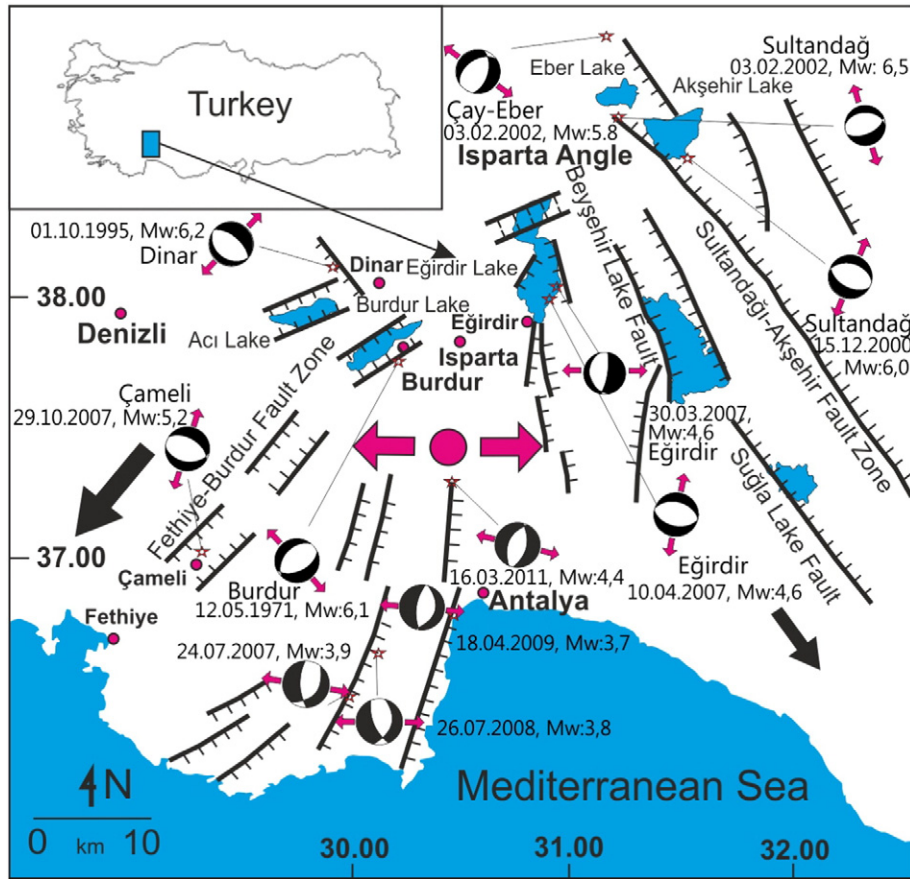 Turkey
Eber Lake
Akşehir Lake
Sultandağ
03.02.2002, Mw: 6,5
Çay-Eber
03.02.2002, Mw:5.8
Isparta Angle
01.10.1995, Mw:6,2
Dinar
Dinar
Eğirdir Lake
Beyşehir Lake Fault
Sultandağı-Akşehir Fault Zone
38.00
Denizli
Acı Lake
Burdur Lake
Eğirdir
Isparta
Burdur
Sultandağ
15.12.2000
Mw:6,0
Çameli
29.10.2007, Mw:5,2
Fethiye-Burdur Fault Zone
30.03.2007,
Mw:4,6
Eğirdir
Suğla Lake Fault
37.00
Çameli
Fethiye
Burdur
12.05.1971, Mw:6,1
16.03.2011, Mw:4,4
Antalya
Eğirdir
10.04.2007, Mw:4,6
24.07.2007, Mw:3,9
18.04.2009, Mw:3,7
26.07.2008, Mw:3,8
Mediterranean Sea
N
0 km 10
30.00
31.00
32.00